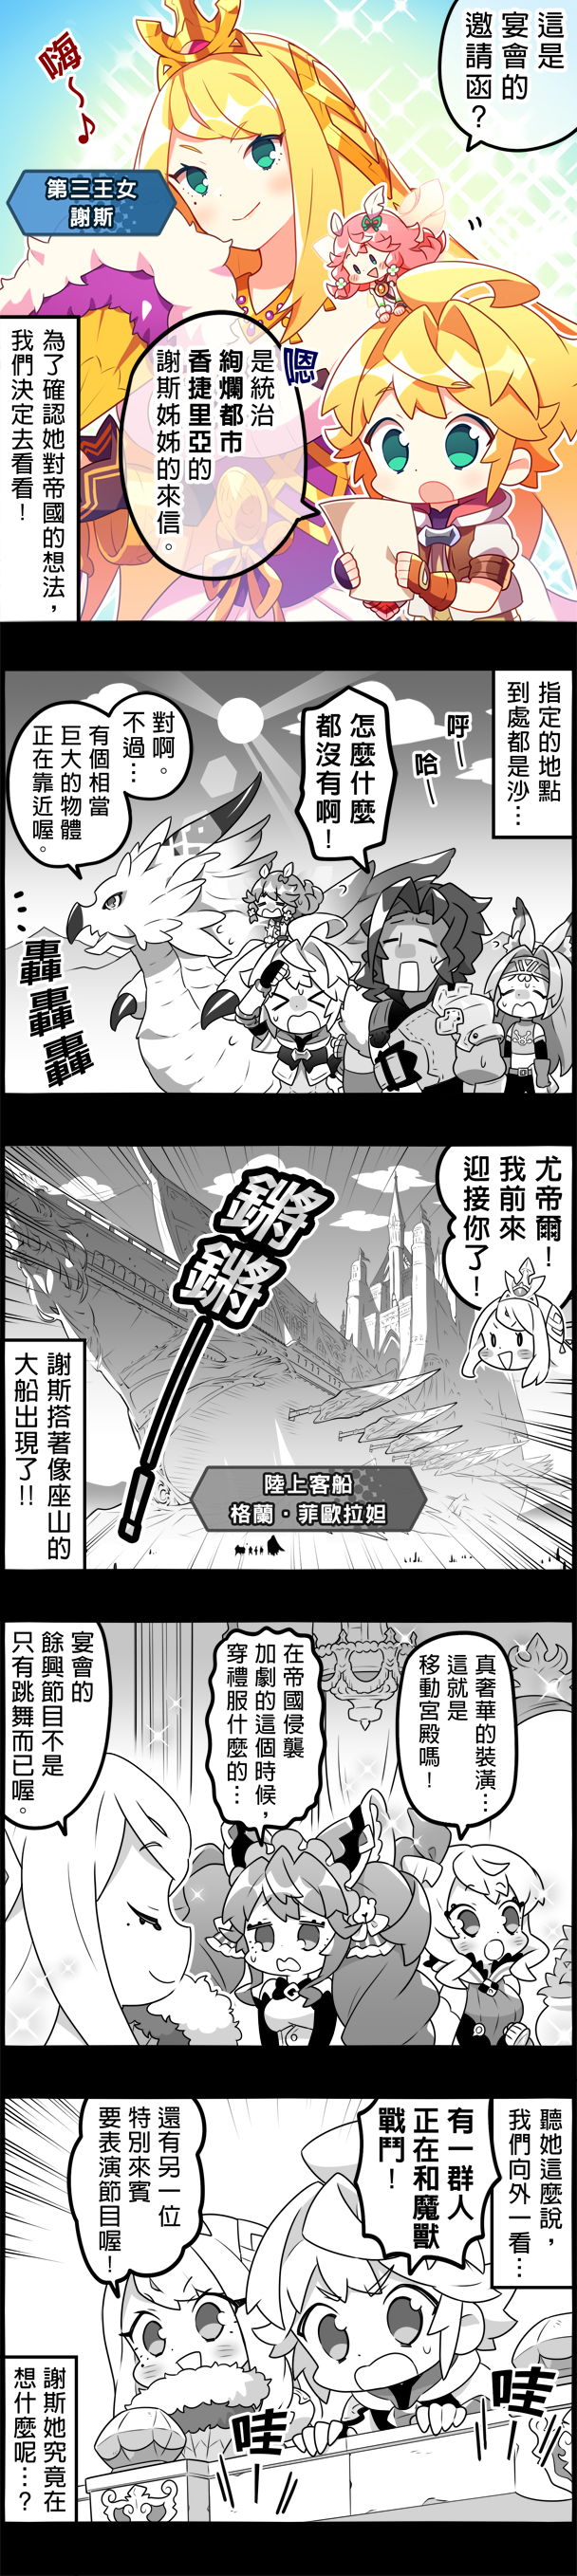 這是
宴會的
邀請函？
嗨～♪
第三王女
謝斯
嗯
是統治
絢爛都市
香捷里亞的
謝斯姊姊的來信。
為了確認她對帝國的想法，
我們決定去看看！
指定的地點
到處都是沙…
呼—
哈—
怎麼什麼
都沒有啊！
對啊。
不過…
有個相當
巨大的物體
正在靠近喔。
轟轟轟
尤帝爾！
我前來
迎接你了！
鏘鏘——！
謝斯搭著像座山的
大船出現了!!
陸上客船
格蘭・菲歐拉妲
真奢華的裝潢…
這就是
移動宮殿嗎！
在帝國侵襲
加劇的這個時候，
穿禮服什麼的…
宴會的
餘興節目不是
只有跳舞而已喔。
聽她這麼說，
我們向外一看…
有一群人
正在和魔獸
戰鬥！
還有另一位
特別來賓
要表演節目喔！
哇
哇
謝斯她究竟在
想什麼呢…？